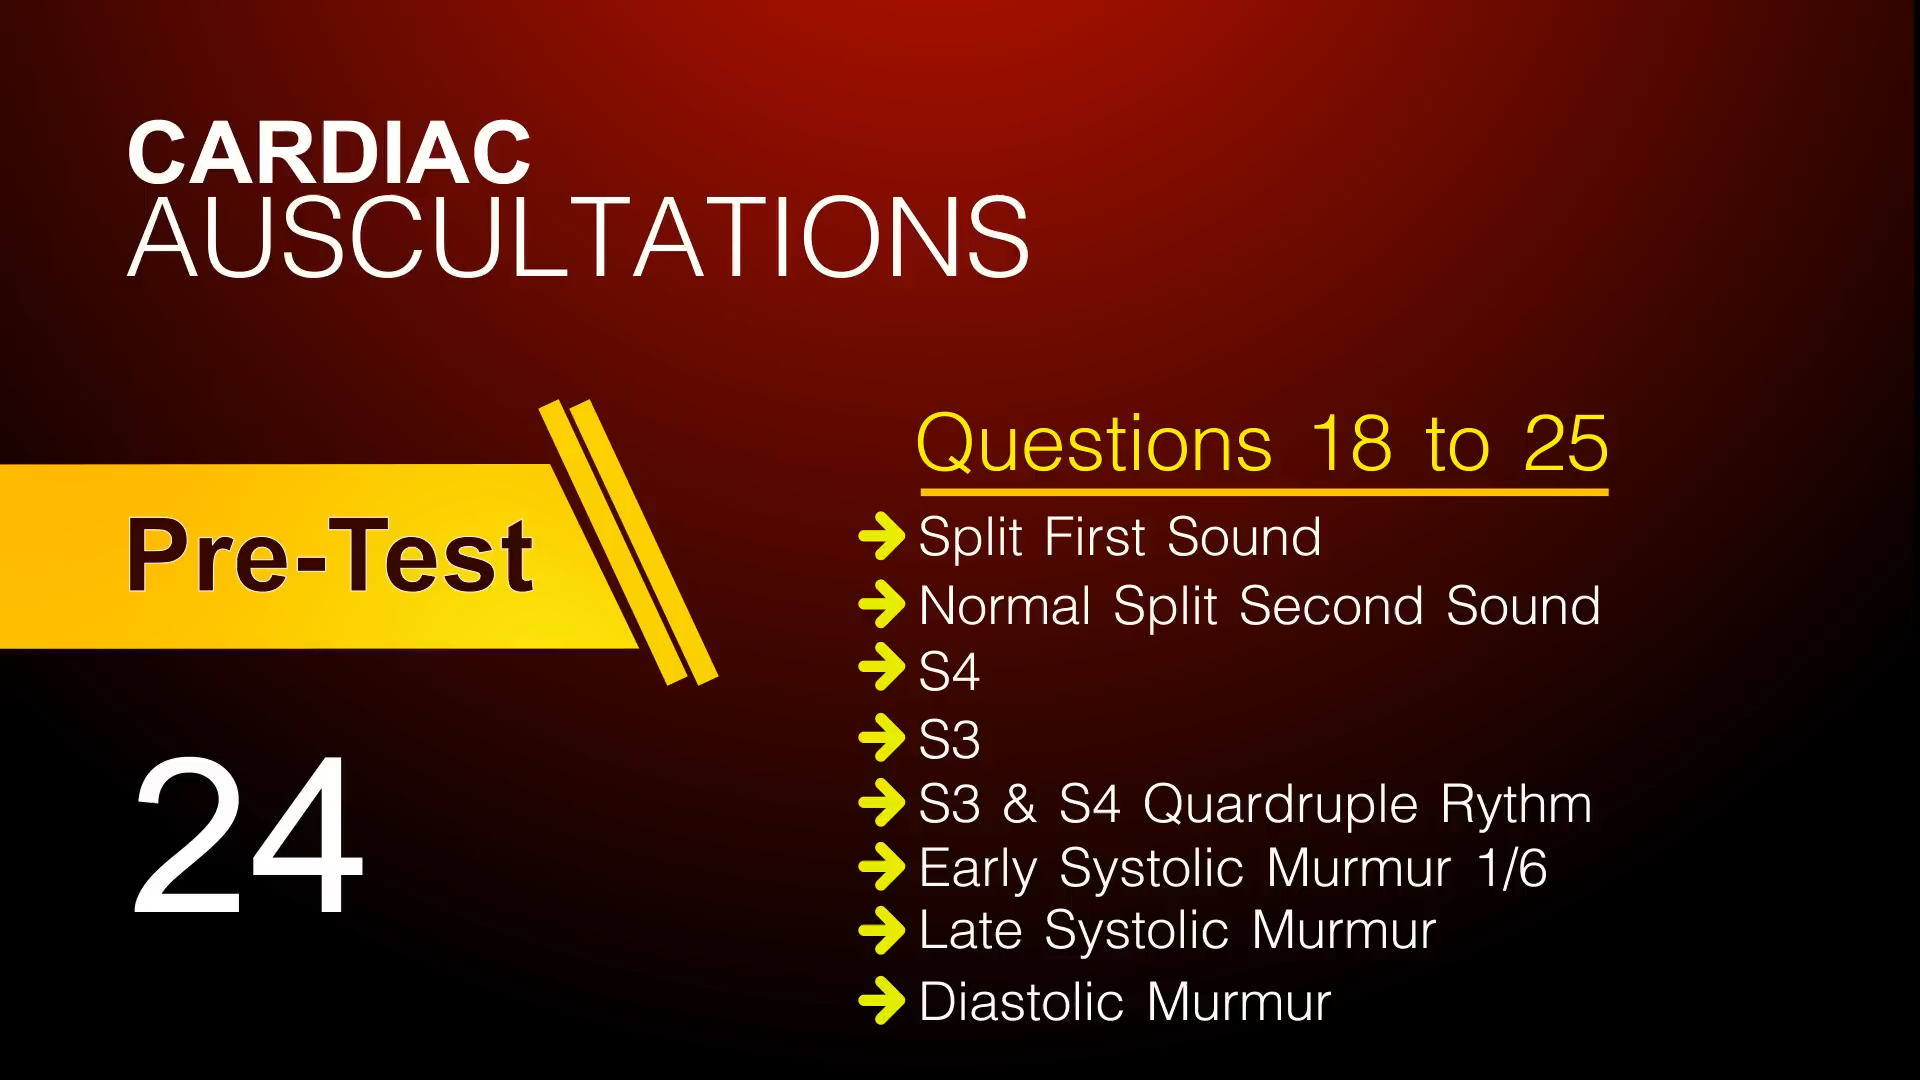 CARDIAC
AUSCULTATIONS
Pre-Test
24
Questions 18 to 25
Split First Sound
Normal Split Second Sound
S4
S3
S3 & S4 Quardruple Rythm
Early Systolic Murmur 1/6
Late Systolic Murmur
Diastolic Murmur